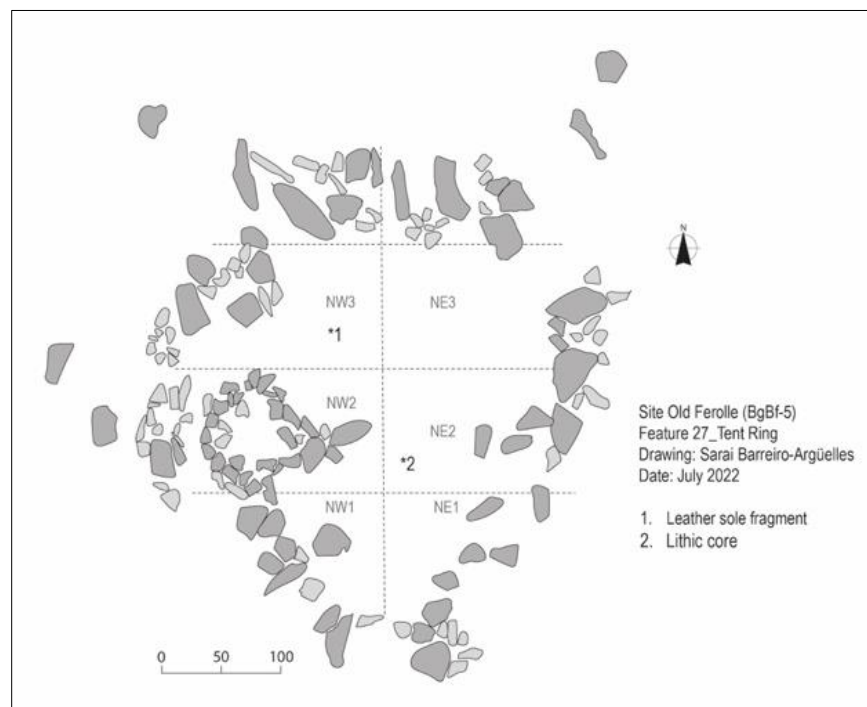 N
NW3
NE3
*1
NW2
NE2
*2
NW1
NE1
Site Old Ferolle (BgBf-5)
Feature 27_Tent Ring
Drawing: Sarai Barreiro-Argüelles
Date: July 2022
1. Leather sole fragment
2. Lithic core
0 50 100